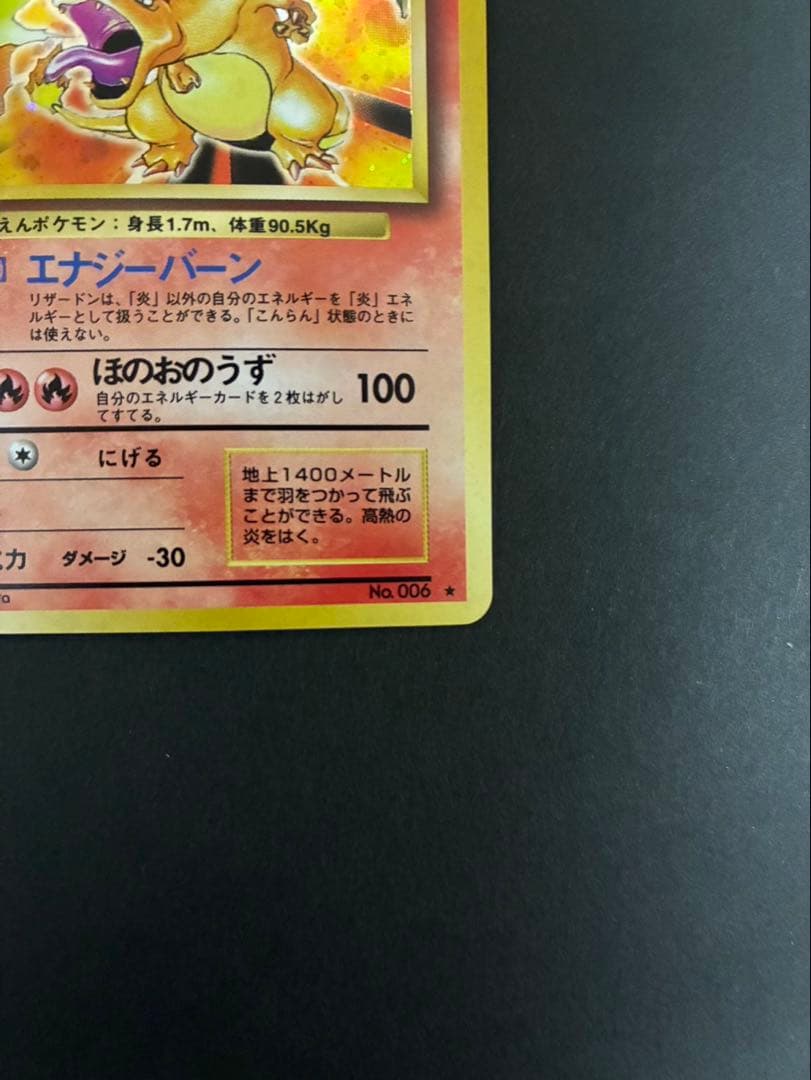 えんポケモン：身長1.7m、体重90.5Kg
エナジーバーン
リザードンは、「炎」以外の自分のエネルギーを「炎」エネ
ルギーとして扱うことができる。「こんらん」状態のときに
は使えない。
ほのおのうず 100
自分のエネルギーカードを2枚はがし
てすてる。
にげる
地上1400メートル
まで羽をつかって飛ぶ
ことができる。高熱の
炎をはく。
力 ダメージ -30
No. 006 ★